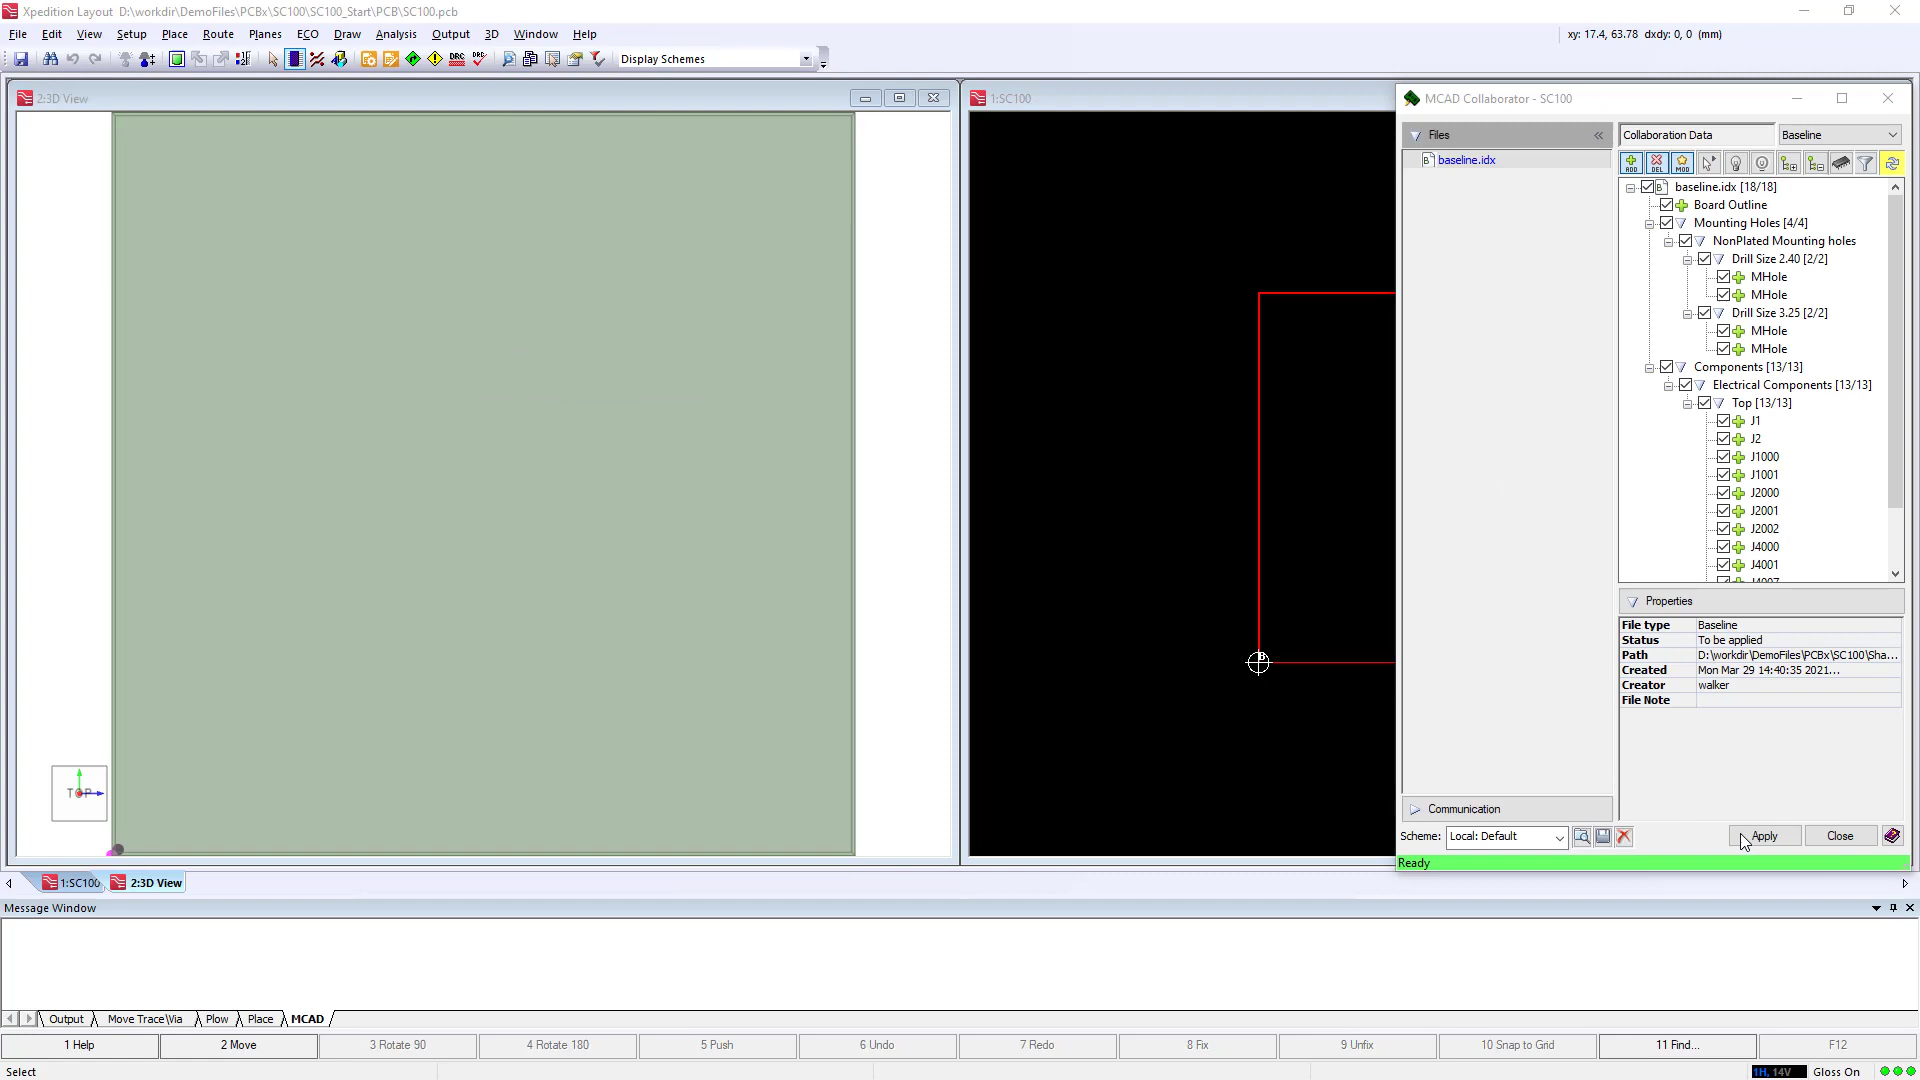 Xpedition Layout D:\workdir\DemoFiles\PCBx\SC100\SC100_Start\PCB\SC100.pcb
File Edit View Setup Place Route Planes ECO Draw Analysis Output 3D Window Help
xy: 17.4, 63.78 dxdy: 0, 0 (mm)
Display Schemes
2:3D View
1:SC100
MCAD Collaborator - SC100
Files
baseline.idx
Collaboration Data
Baseline
ADD DEL MOD
baseline.idx [18/18]
Board Outline
Mounting Holes [4/4]
NonPlated Mounting holes
Drill Size 2.40 [2/2]
MHole
MHole
Drill Size 3.25 [2/2]
MHole
MHole
Components [13/13]
Electrical Components [13/13]
Top [13/13]
J1
J2
J1000
J1001
J2000
J2001
J2002
J4000
J4001
J4007
Properties
File type Baseline
Status To be applied
Path D:\workdir\DemoFiles\PCBx\SC100\Sha...
Created Mon Mar 29 14:40:35 2021...
Creator walker
File Note
Communication
Scheme: Local: Default
Apply
Close
Ready
TOP
1:SC100
2:3D View
Message Window
Output Move Trace\Via Plow Place MCAD
1 Help 2 Move 3 Rotate 90 4 Rotate 180 5 Push 6 Undo 7 Redo 8 Fix 9 Unfix 10 Snap to Grid 11 Find... F12
Select
1H, 14V Gloss On